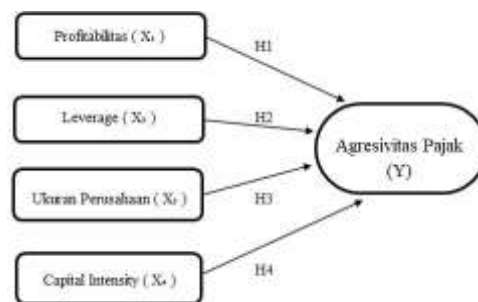 Profitabilitas ( X₁ )
H1
Leverage ( X₂ )
H2
Agresivitas Pajak
(Y)
Ukuran Perusahaan ( X₃ )
H3
H4
Capital Intensity ( X₄ )